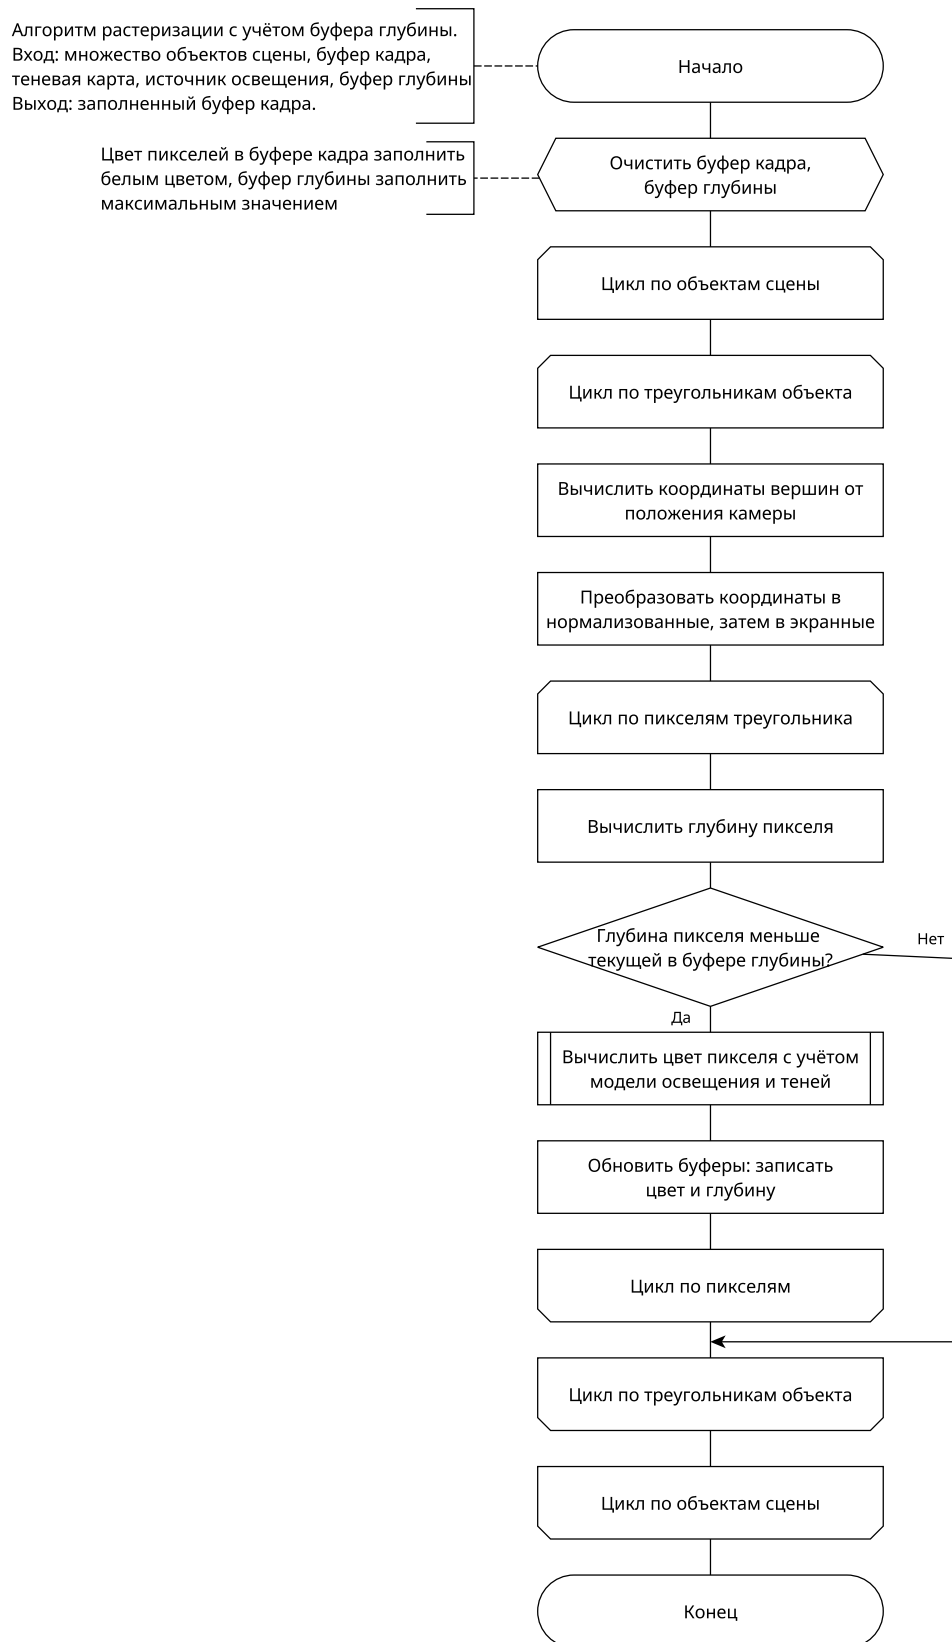 Алгоритм растеризации с учётом буфера глубины.
Вход: множество объектов сцены, буфер кадра,
теневая карта, источник освещения, буфер глубины
Выход: заполненный буфер кадра.
Начало
Цвет пикселей в буфере кадра заполнить
белым цветом, буфер глубины заполнить
максимальным значением
Очистить буфер кадра,
буфер глубины
Цикл по объектам сцены
Цикл по треугольникам объекта
Вычислить координаты вершин от
положения камеры
Преобразовать координаты в
нормализованные, затем в экранные
Цикл по пикселям треугольника
Вычислить глубину пикселя
Глубина пикселя меньше
текущей в буфере глубины?
Нет
Да
Вычислить цвет пикселя с учётом
модели освещения и теней
Обновить буферы: записать
цвет и глубину
Цикл по пикселям
Цикл по треугольникам объекта
Цикл по объектам сцены
Конец